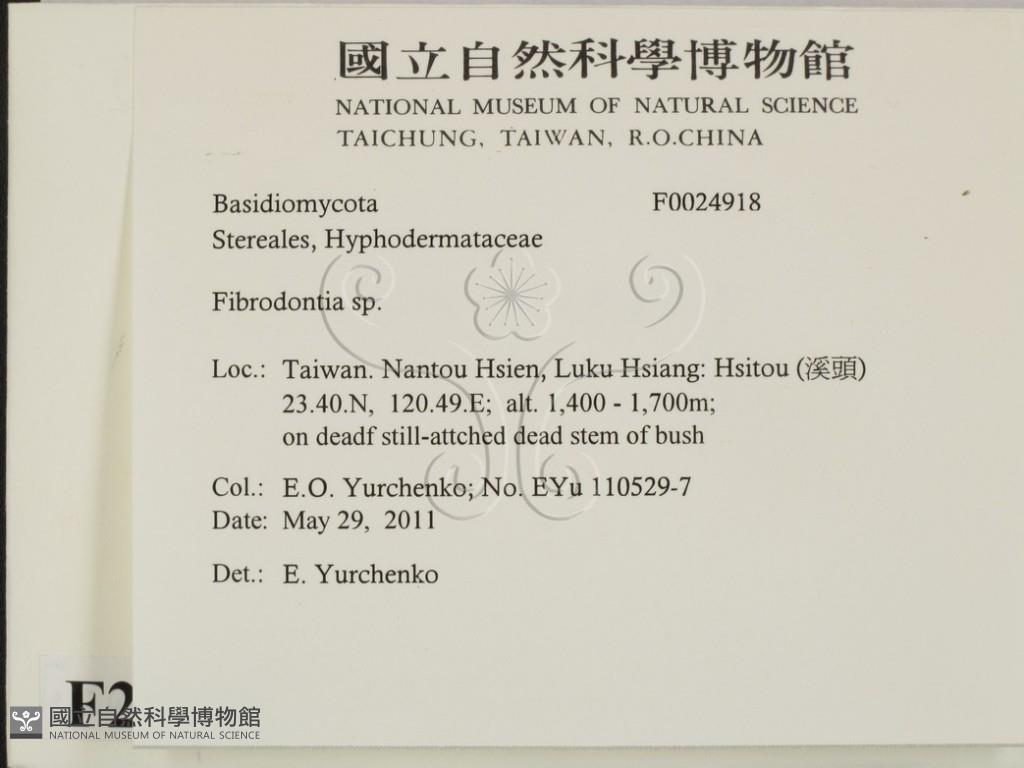 國立自然科學博物館
NATIONAL MUSEUM OF NATURAL SCIENCE
TAICHUNG, TAIWAN, R.O.CHINA
Basidiomycota F0024918
Stereales, Hyphodermataceae
Fibrodontia sp.
Loc.: Taiwan. Nantou Hsien, Luku Hsiang: Hsitou (溪頭)
23.40.N, 120.49.E; alt. 1,400 - 1,700m;
on deadf still-attched dead stem of bush
Col.: E.O. Yurchenko; No. EYu 110529-7
Date: May 29, 2011
Det.: E. Yurchenko
F2
國立自然科學博物館
NATIONAL MUSEUM OF NATURAL SCIENCE